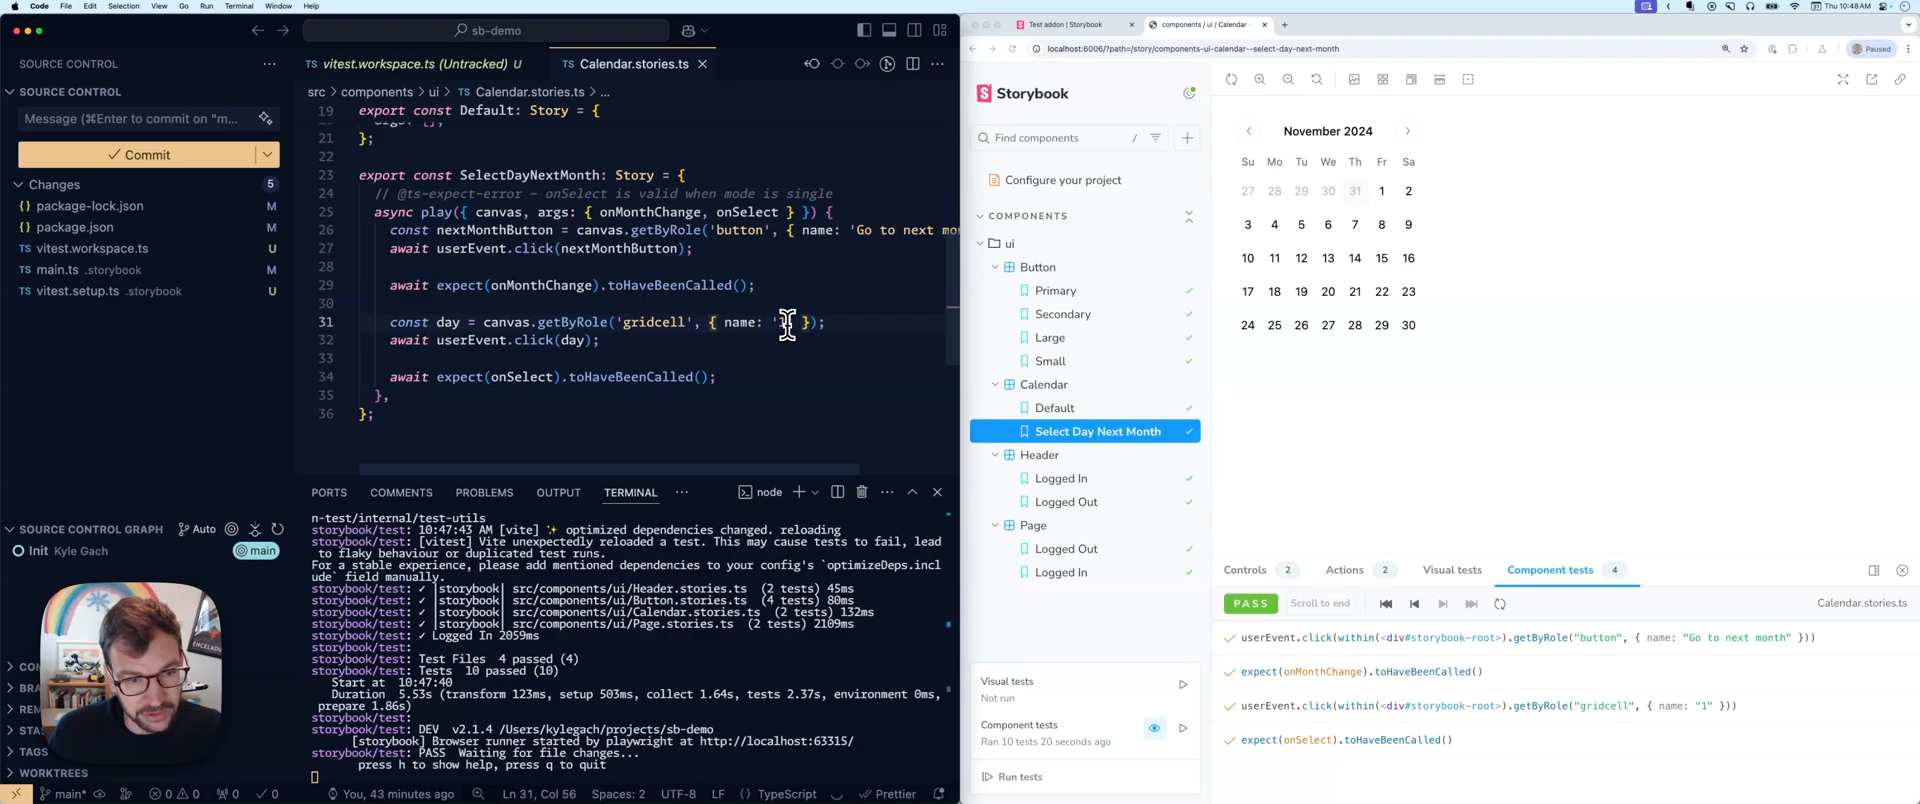 Code File Edit Selection View Go Run Terminal Window Help
Thu 10:48 AM
sb-demo
SOURCE CONTROL
SOURCE CONTROL
Message (⌘Enter to commit on "m...
Commit
Changes 5
package-lock.json M
package.json M
vitest.workspace.ts U
main.ts .storybook M
vitest.setup.ts .storybook U
SOURCE CONTROL GRAPH Auto
Init Kyle Gach main
TAGS
WORKTREES
vitest.workspace.ts (Untracked) U
Calendar.stories.ts
src > components > ui > Calendar.stories.ts > ...
19 export const Default: Story = {
21 };
22
23 export const SelectDayNextMonth: Story = {
24 // @ts-expect-error - onSelect is valid when mode is single
25 async play({ canvas, args: { onMonthChange, onSelect } }) {
26 const nextMonthButton = canvas.getByRole('button', { name: 'Go to next mon
27 await userEvent.click(nextMonthButton);
28
29 await expect(onMonthChange).toHaveBeenCalled();
30
31 const day = canvas.getByRole('gridcell', { name: ' });
32 await userEvent.click(day);
33
34 await expect(onSelect).toHaveBeenCalled();
35 },
36 };
PORTS COMMENTS PROBLEMS OUTPUT TERMINAL ... node
n-test/internal/test-utils
storybook/test: 10:47:43 AM [vite] ✨ optimized dependencies changed. reloading
storybook/test: [vitest] Vite unexpectedly reloaded a test. This may cause tests to fail, lead
to flaky behaviour or duplicated test runs.
For a stable experience, please add mentioned dependencies to your config's `optimizeDeps.incl
ude` field manually.
storybook/test: ✓ |storybook| src/components/ui/Header.stories.ts (2 tests) 45ms
storybook/test: ✓ |storybook| src/components/ui/Button.stories.ts (4 tests) 80ms
storybook/test: ✓ |storybook| src/components/ui/Calendar.stories.ts (2 tests) 132ms
storybook/test: ✓ |storybook| src/components/ui/Page.stories.ts (2 tests) 2109ms
storybook/test: ✓ Logged In 2059ms
storybook/test:
storybook/test: Test Files 4 passed (4)
storybook/test: Tests 10 passed (10)
Start at 10:47:40
Duration 5.53s (transform 123ms, setup 503ms, collect 1.64s, tests 2.37s, environment 0ms,
prepare 1.86s)
storybook/test:
storybook/test: DEV v2.1.4 /Users/kylegach/projects/sb-demo
[storybook] Browser runner started by playwright at http://localhost:63315/
storybook/test: PASS Waiting for file changes...
press h to show help, press q to quit
main* 0 0 0 0 You, 43 minutes ago Ln 31, Col 56 Spaces: 2 UTF-8 LF {} TypeScript Prettier
Test addon | Storybook
components / ui / Calendar
localhost:6006/?path=/story/components-ui-calendar--select-day-next-month
Paused
Storybook
Find components /
Configure your project
COMPONENTS
ui
Button
Primary
Secondary
Large
Small
Calendar
Default
Select Day Next Month
Header
Logged In
Logged Out
Page
Logged Out
Logged In
Visual tests
Not run
Component tests
Ran 10 tests 20 seconds ago
Run tests
November 2024
Su Mo Tu We Th Fr Sa
27 28 29 30 31 1 2
3 4 5 6 7 8 9
10 11 12 13 14 15 16
17 18 19 20 21 22 23
24 25 26 27 28 29 30
Controls 2 Actions 2 Visual tests Component tests 4
PASS Scroll to end Calendar.stories.ts
userEvent.click(within(<div#storybook-root>).getByRole("button", { name: "Go to next month" }))
expect(onMonthChange).toHaveBeenCalled()
userEvent.click(within(<div#storybook-root>).getByRole("gridcell", { name: "1" }))
expect(onSelect).toHaveBeenCalled()